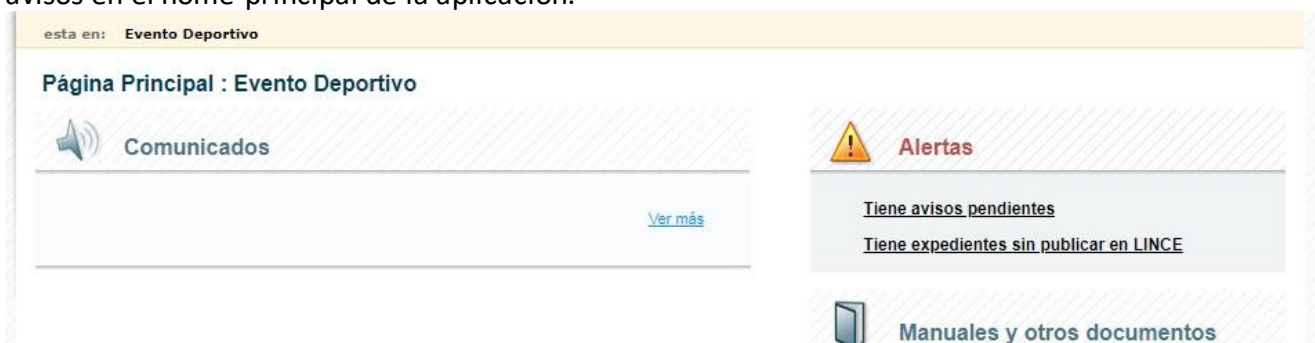 avisos en el home principal de la aplicación.
esta en: Evento Deportivo
Página Principal : Evento Deportivo
Comunicados
Ver más
Alertas
Tiene avisos pendientes
Tiene expedientes sin publicar en LINCE
Manuales y otros documentos